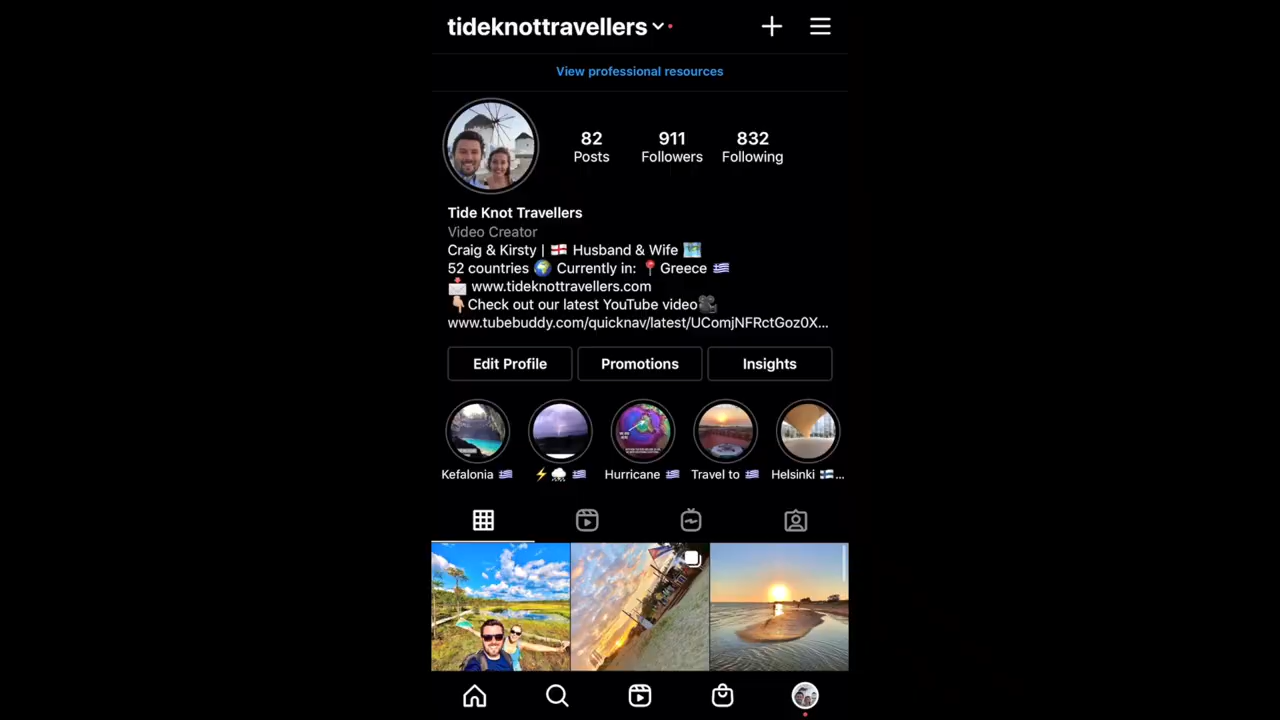 tideknottravellers
View professional resources
82 911 832
Posts Followers Following
Tide Knot Travellers
Video Creator
Craig & Kirsty | 🏴󠁧󠁢󠁥󠁮󠁧󠁿 Husband & Wife 🗺️
52 countries 🌍 Currently in: 📍Greece 🇬🇷
📩 www.tideknottravellers.com
👇🏻Check out our latest YouTube video🎥
www.tubebuddy.com/quicknav/latest/UComjNFRctGoz0X...
Edit Profile Promotions Insights
Kefalonia 🇬🇷 ⚡🌧️ 🇬🇷 Hurricane 🇬🇷 Travel to 🇬🇷 Helsinki 🇫🇮...